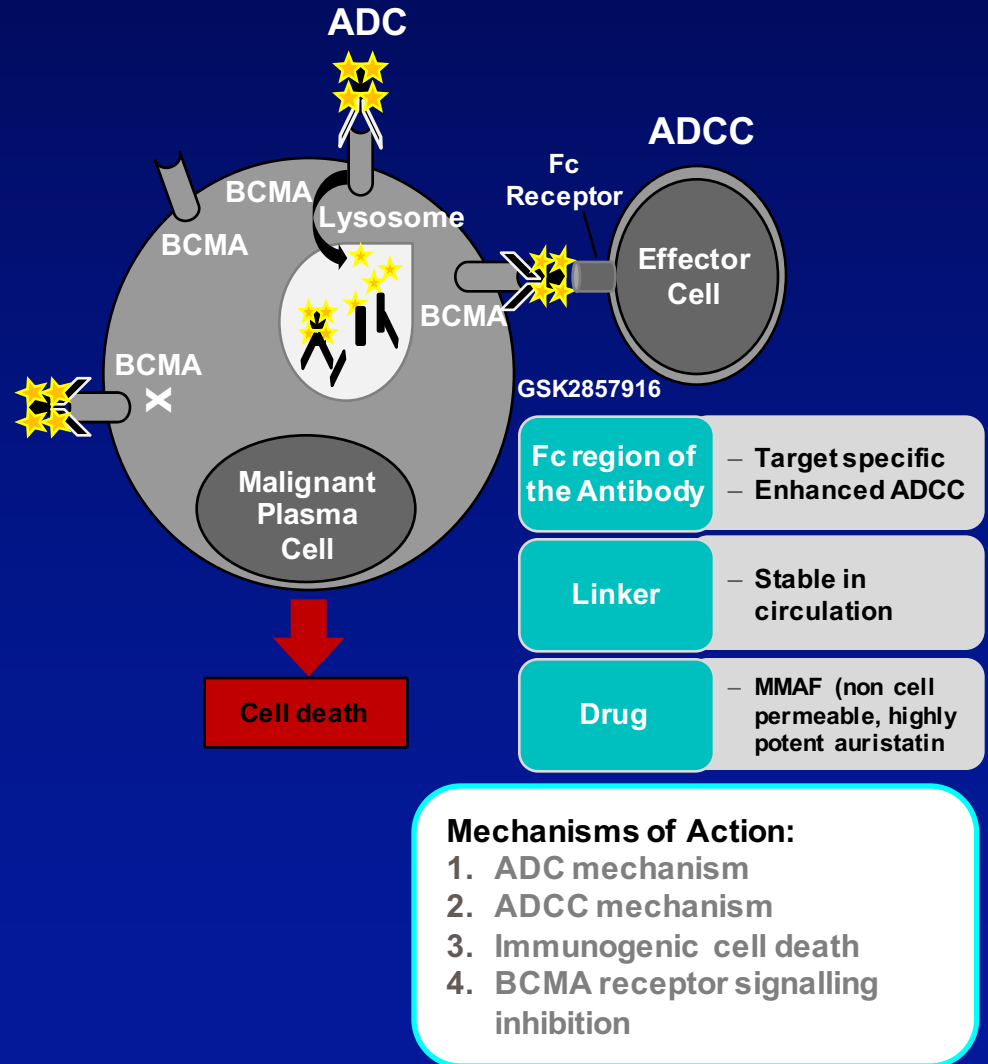 ADC
ADCC
Fc
Receptor
BCMA
Lysosome
BCMA
Effector
Cell
BCMA
BCMA
X
GSK2857916
Malignant
Plasma
Cell
Cell death
Fc region of
the Antibody
– Target specific
– Enhanced ADCC
Linker
– Stable in
circulation
Drug
– MMAF (non cell
permeable, highly
potent auristatin
Mechanisms of Action:
1. ADC mechanism
2. ADCC mechanism
3. Immunogenic cell death
4. BCMA receptor signalling
inhibition